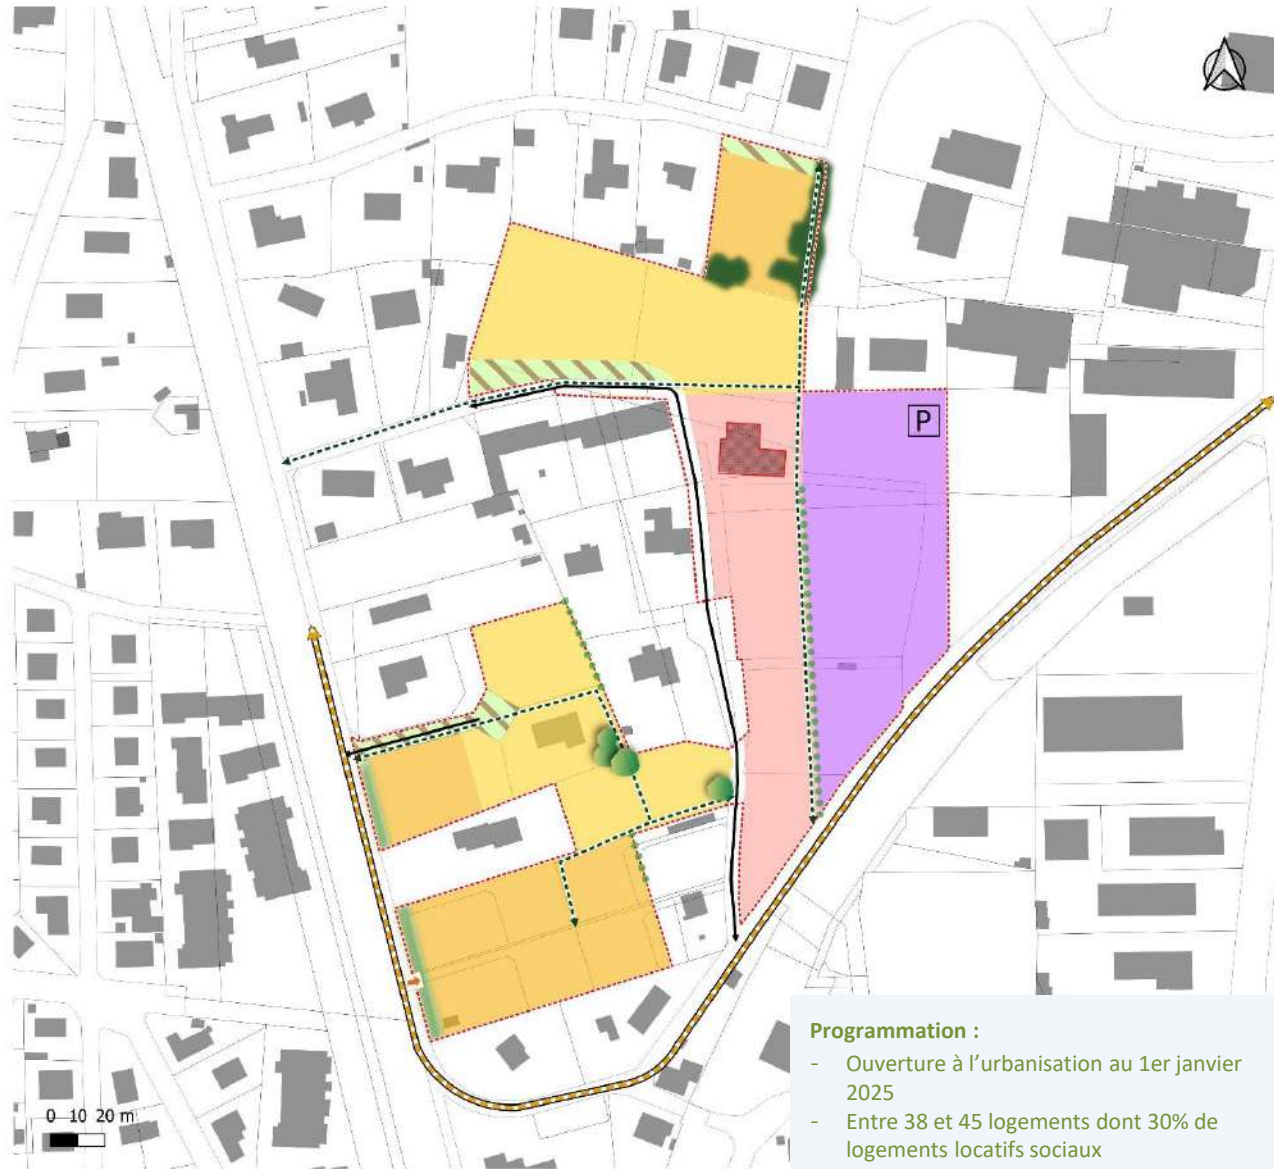 P
0 10 20 m
Programmation :
- Ouverture à l'urbanisation au 1er janvier
2025
- Entre 38 et 45 logements dont 30% de
logements locatifs sociaux